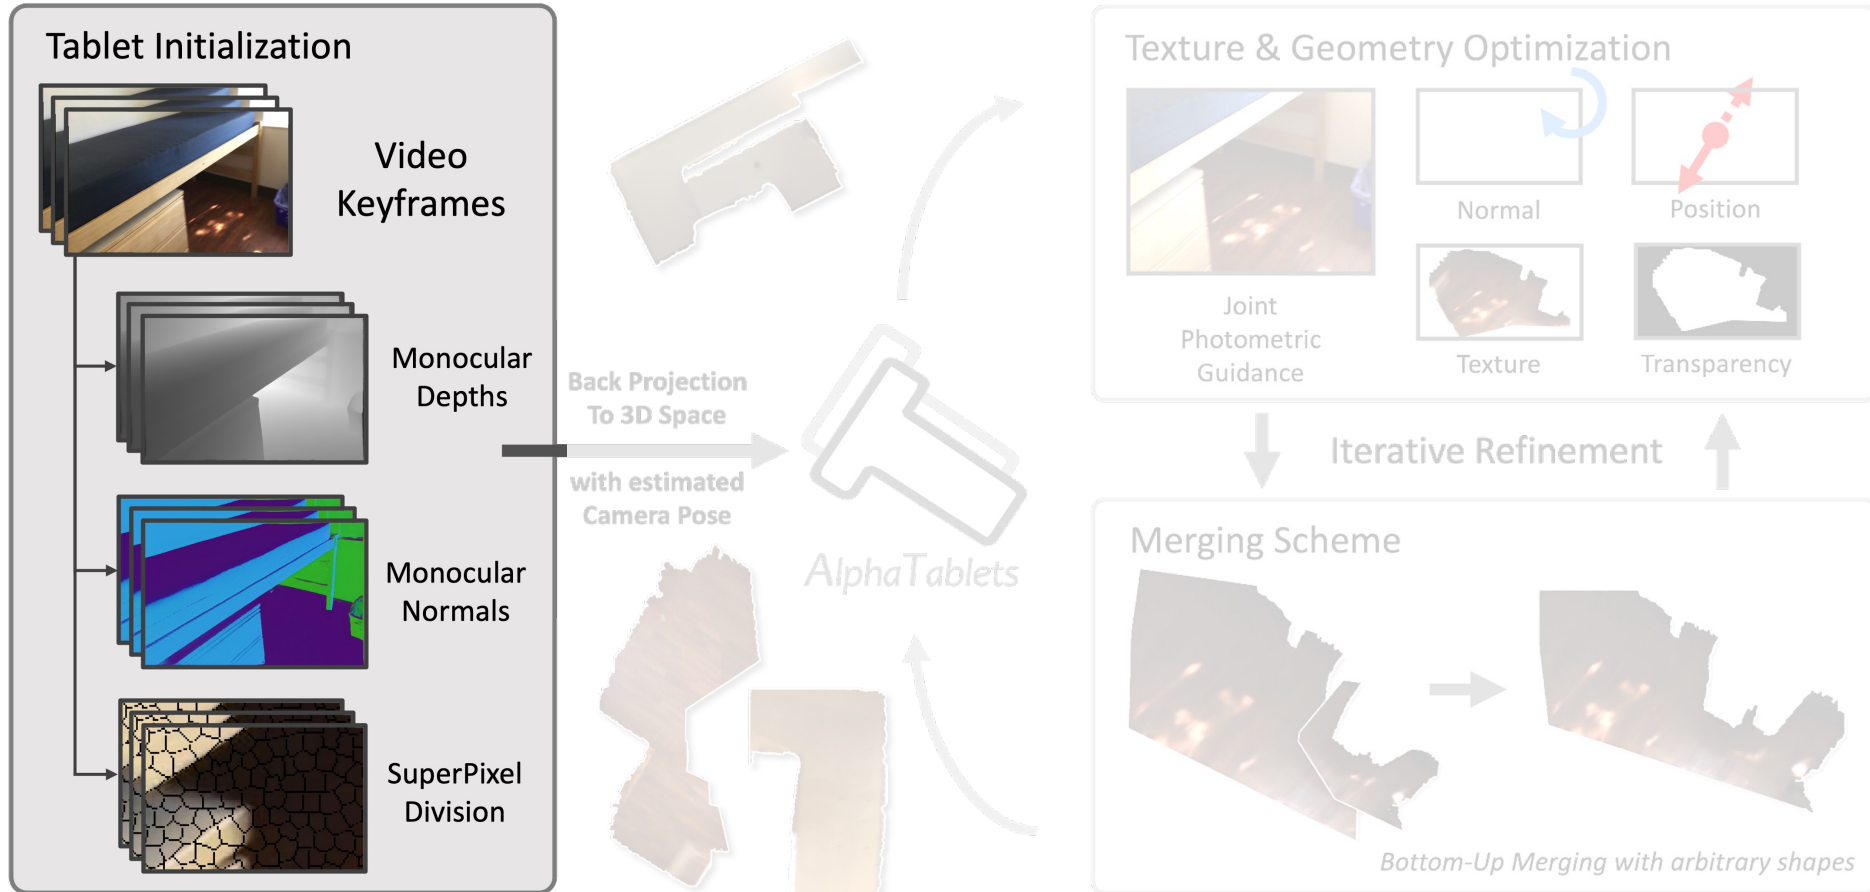 Tablet Initialization
Video
Keyframes
Monocular
Depths
Monocular
Normals
SuperPixel
Division
Back Projection
To 3D Space
with estimated
Camera Pose
AlphaTablets
Texture & Geometry Optimization
Joint
Photometric
Guidance
Normal
Position
Texture
Transparency
Iterative Refinement
Merging Scheme
Bottom-Up Merging with arbitrary shapes